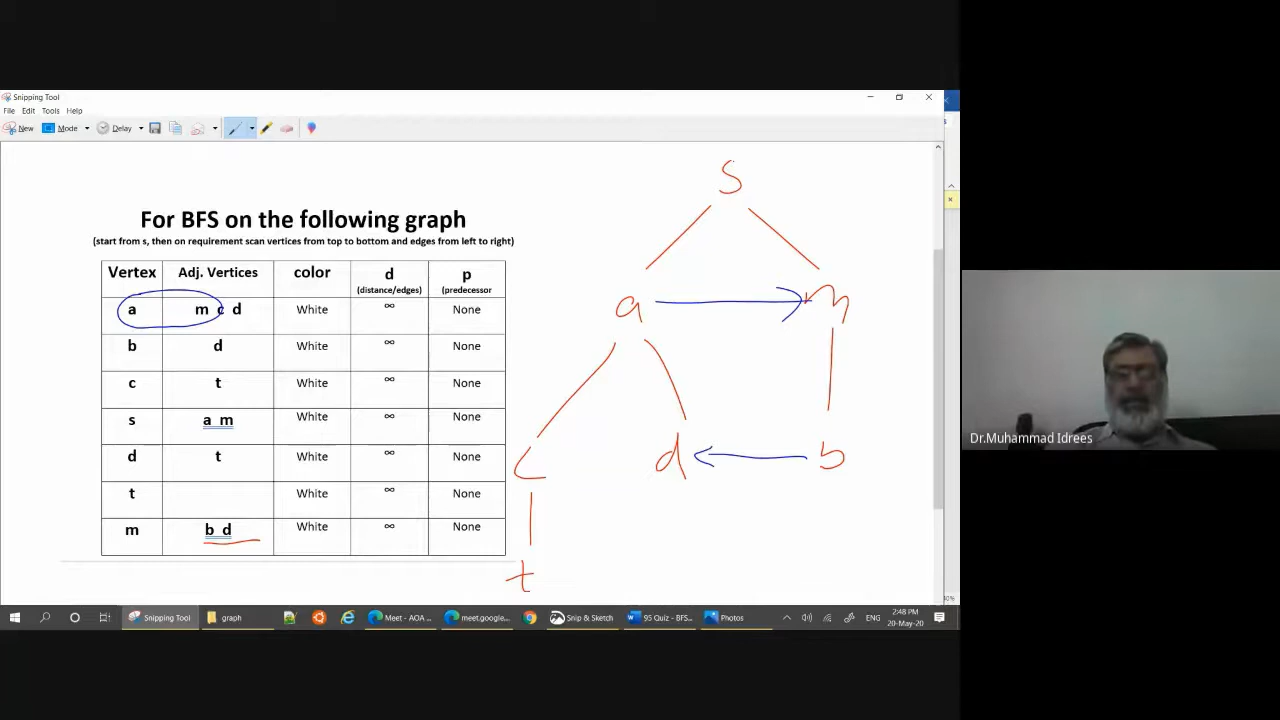 Snipping Tool
File Edit Tools Help
New Mode Delay
For BFS on the following graph
(start from s, then on requirement scan vertices from top to bottom and edges from left to right)
Vertex Adj. Vertices color d p
(distance/edges) (predecessor
a m c d White ∞ None
b d White ∞ None
c t White ∞ None
s a m White ∞ None
d t White ∞ None
t White ∞ None
m b d White ∞ None
s
a m
c d b
t
Dr.Muhammad Idrees
Snipping Tool graph Meet - AOA ... meet.google... Snip & Sketch 95 Quiz - BFS... Photos ENG 2:48 PM
20-May-20